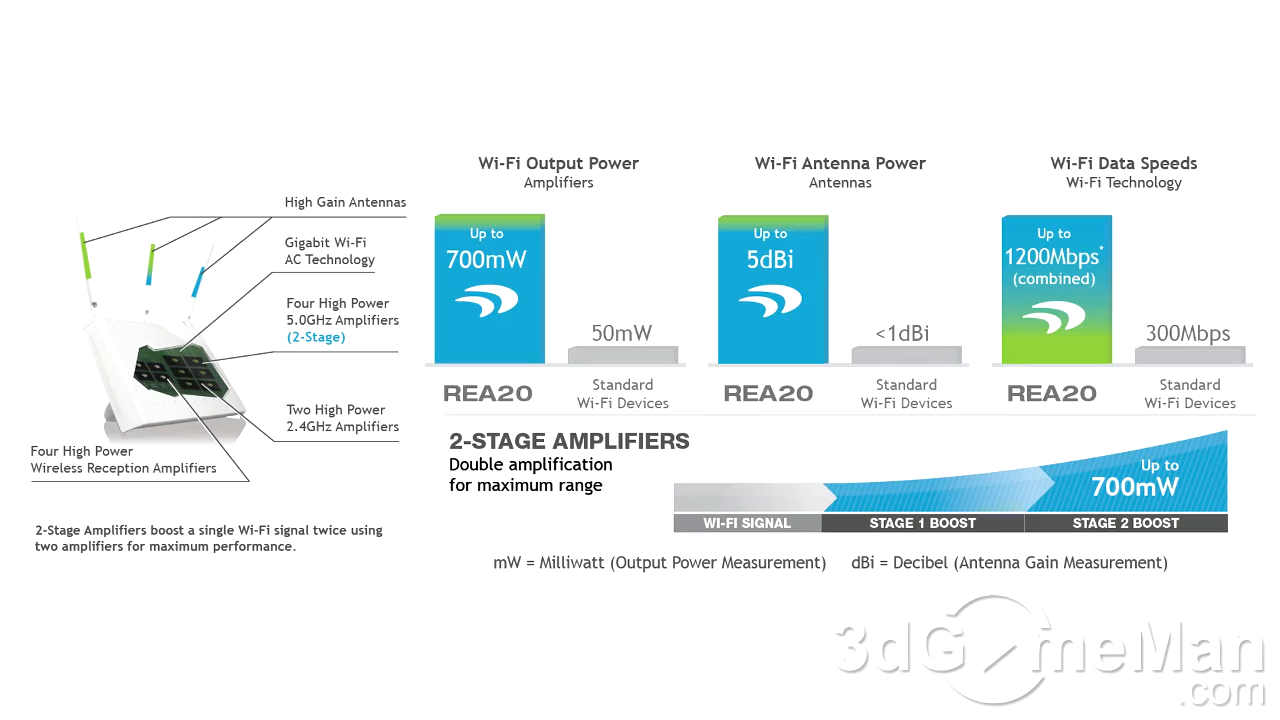 High Gain Antennas
Gigabit Wi-Fi
AC Technology
Four High Power
5.0GHz Amplifiers
(2-Stage)
Two High Power
2.4GHz Amplifiers
Four High Power
Wireless Reception Amplifiers
2-Stage Amplifiers boost a single Wi-Fi signal twice using
two amplifiers for maximum performance.
Wi-Fi Output Power
Amplifiers
Up to
700mW
50mW
REA20
Standard
Wi-Fi Devices
Wi-Fi Antenna Power
Antennas
Up to
5dBi
<1dBi
REA20
Standard
Wi-Fi Devices
Wi-Fi Data Speeds
Wi-Fi Technology
Up to
1200Mbps*
(combined)
300Mbps
REA20
Standard
Wi-Fi Devices
2-STAGE AMPLIFIERS
Double amplification
for maximum range
Up to
700mW
WI-FI SIGNAL
STAGE 1 BOOST
STAGE 2 BOOST
mW = Milliwatt (Output Power Measurement)
dBi = Decibel (Antenna Gain Measurement)
3dGameMan
.com